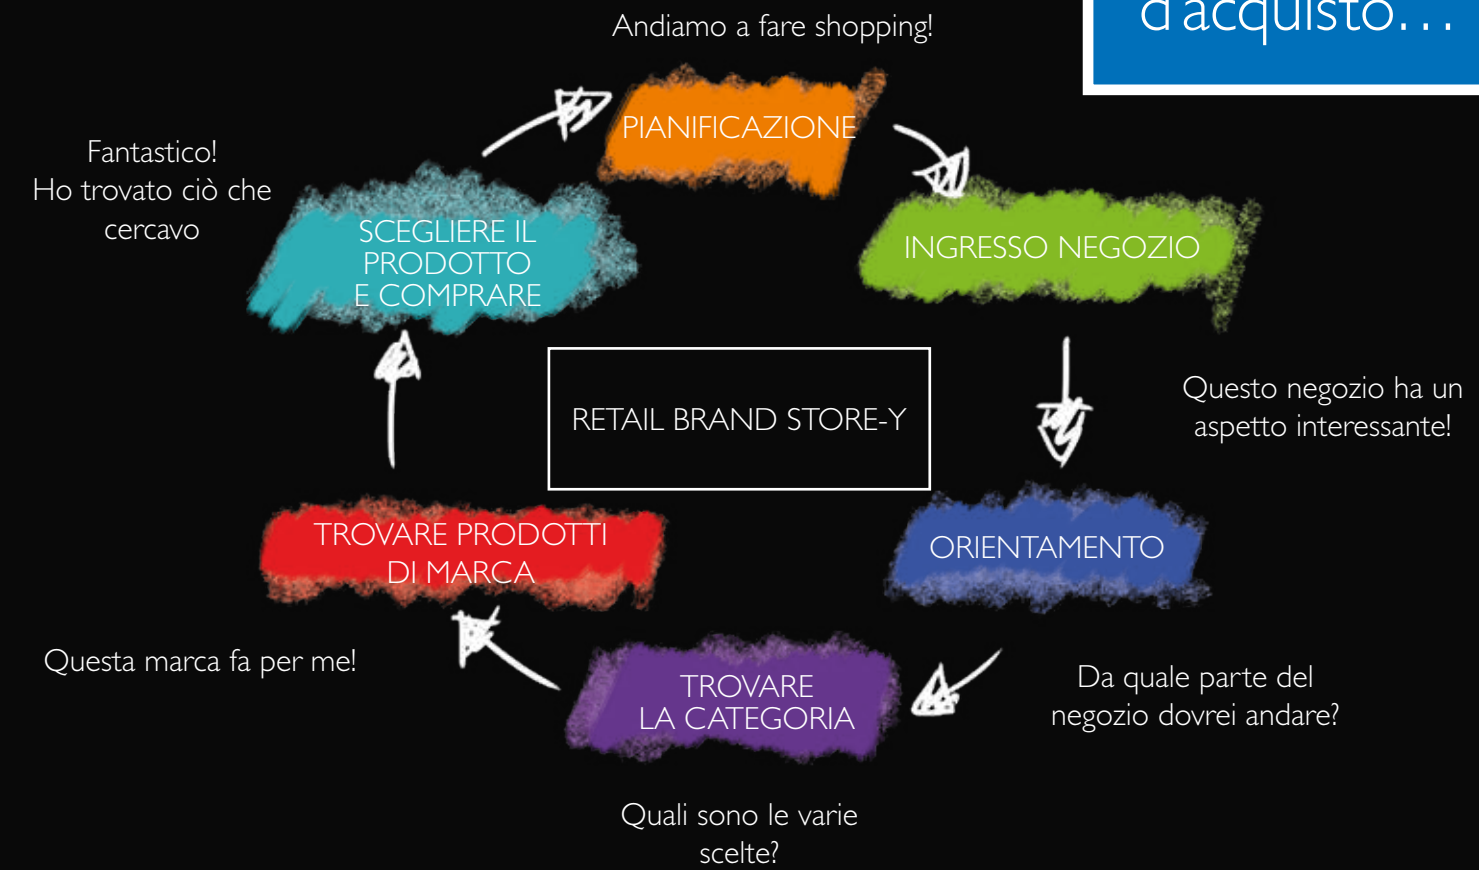 d'acquisto...
Andiamo a fare shopping!
PIANIFICAZIONE
INGRESSO NEGOZIO
Questo negozio ha un
aspetto interessante!
ORIENTAMENTO
Da quale parte del
negozio dovrei andare?
TROVARE
LA CATEGORIA
Quali sono le varie
scelte?
TROVARE PRODOTTI
DI MARCA
Questa marca fa per me!
SCEGLIERE IL
PRODOTTO
E COMPRARE
Fantastico!
Ho trovato ciò che
cercavo
RETAIL BRAND STORE-Y